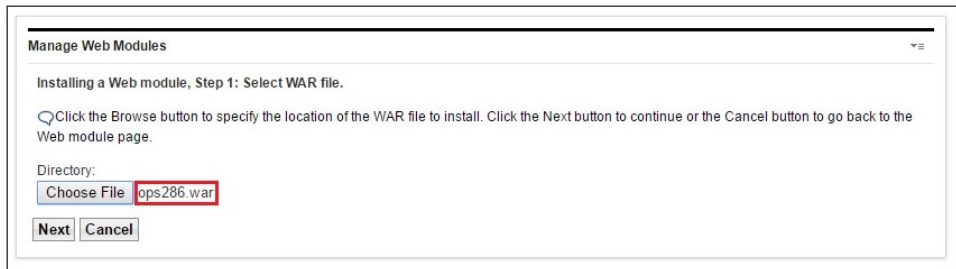 Manage Web Modules
Installing a Web module, Step 1: Select WAR file.
Click the Browse button to specify the location of the WAR file to install. Click the Next button to continue or the Cancel button to go back to the
Web module page.
Directory:
Choose File ops286.war
Next Cancel